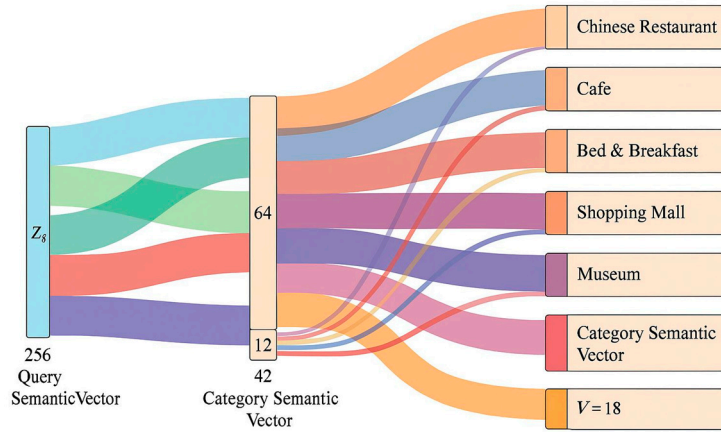 Z8
256
Query
SemanticVector
64
12
42
Category Semantic
Vector
Chinese Restaurant
Cafe
Bed & Breakfast
Shopping Mall
Museum
Category Semantic
Vector
V = 18